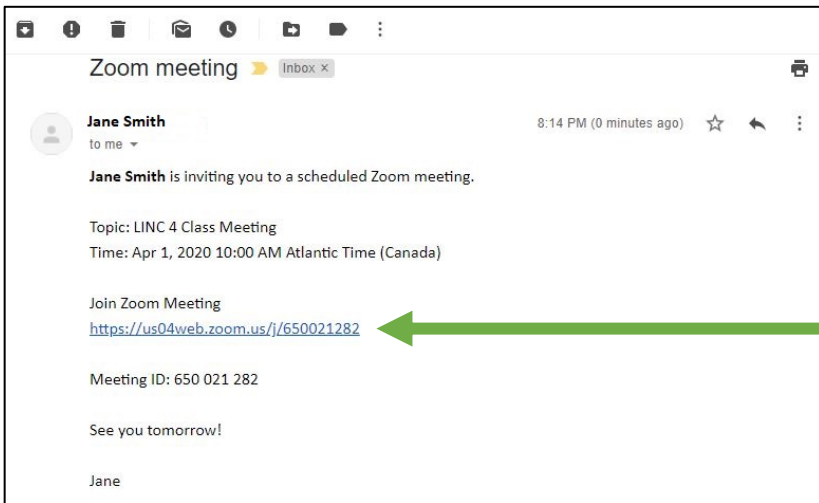 Zoom meeting Inbox ×
Jane Smith 8:14 PM (0 minutes ago)
to me
Jane Smith is inviting you to a scheduled Zoom meeting.
Topic: LINC 4 Class Meeting
Time: Apr 1, 2020 10:00 AM Atlantic Time (Canada)
Join Zoom Meeting
https://us04web.zoom.us/j/650021282
Meeting ID: 650 021 282
See you tomorrow!
Jane